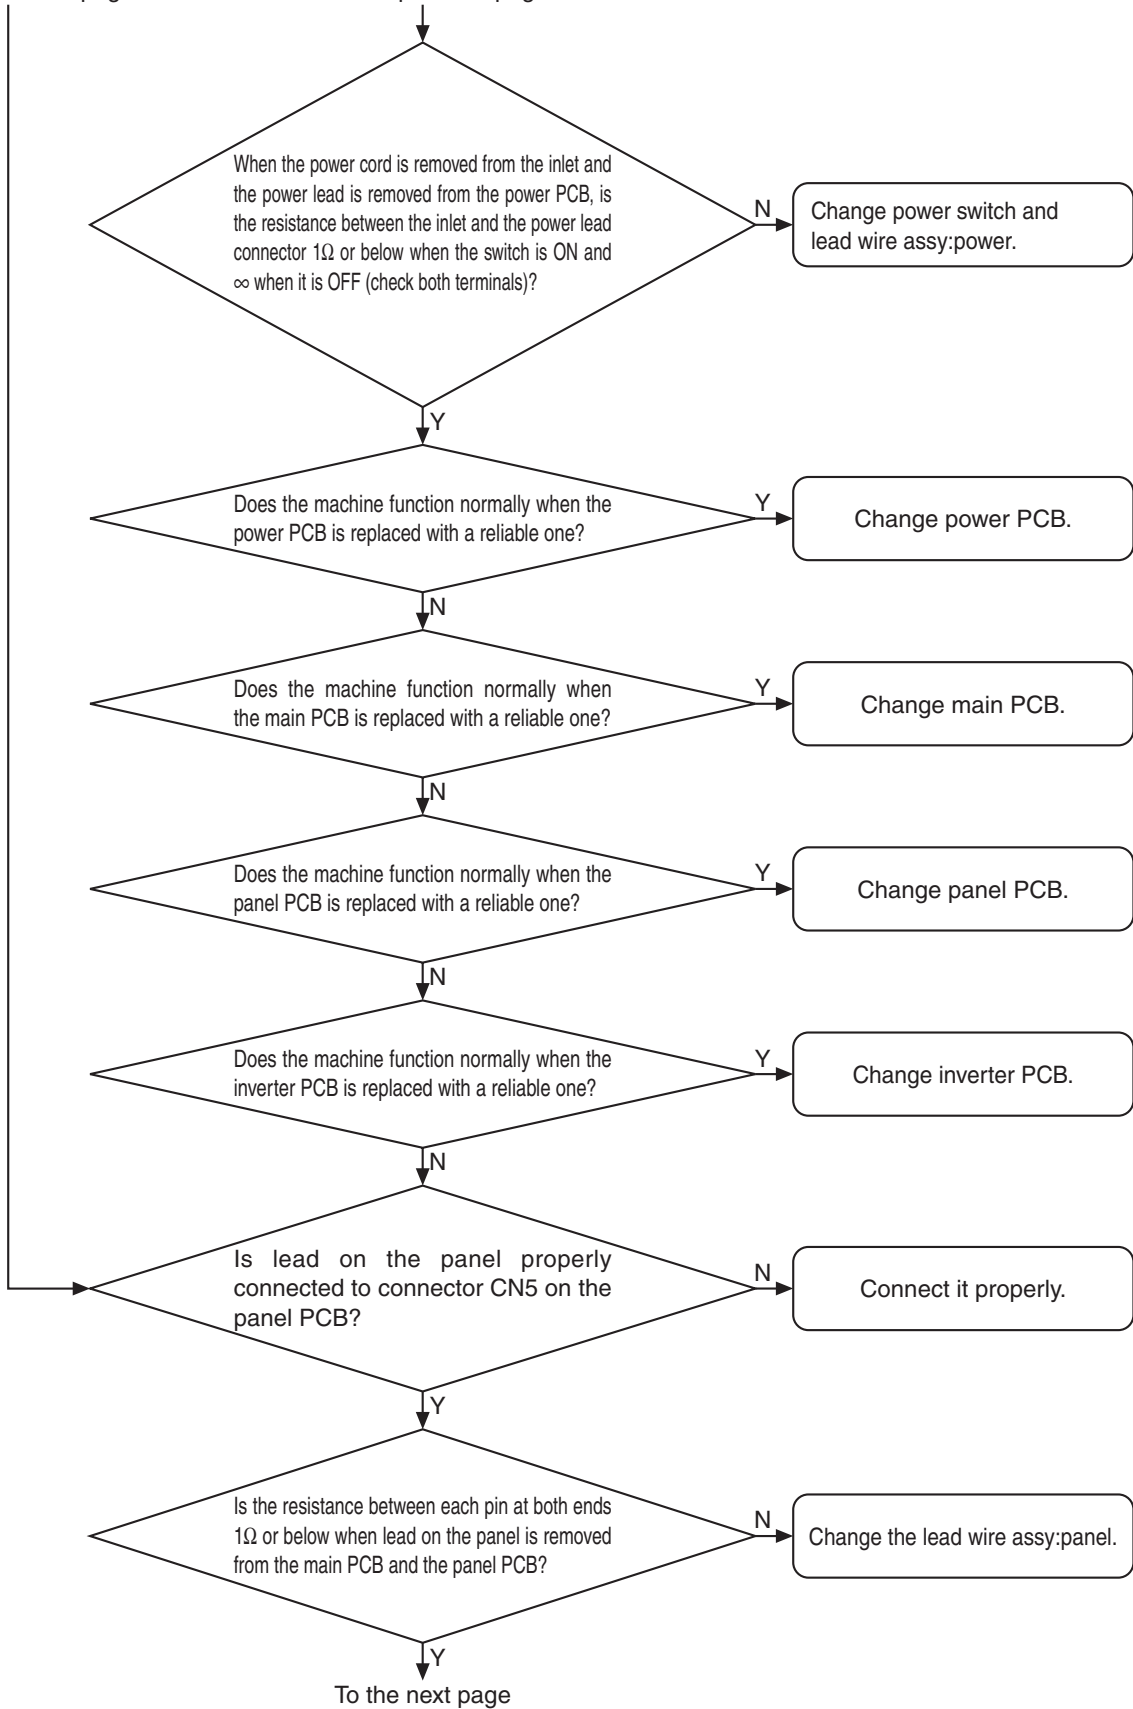 When the power cord is removed from the inlet and
the power lead is removed from the power PCB, is
the resistance between the inlet and the power lead
connector 1Ω or below when the switch is ON and
∞ when it is OFF (check both terminals)?
N
Change power switch and
lead wire assy:power.
Y
Does the machine function normally when the
power PCB is replaced with a reliable one?
Y
Change power PCB.
N
Does the machine function normally when
the main PCB is replaced with a reliable one?
Y
Change main PCB.
N
Does the machine function normally when the
panel PCB is replaced with a reliable one?
Y
Change panel PCB.
N
Does the machine function normally when the
inverter PCB is replaced with a reliable one?
Y
Change inverter PCB.
N
Is lead on the panel properly
connected to connector CN5 on the
panel PCB?
N
Connect it properly.
Y
Is the resistance between each pin at both ends
1Ω or below when lead on the panel is removed
from the main PCB and the panel PCB?
N
Change the lead wire assy:panel.
Y
To the next page